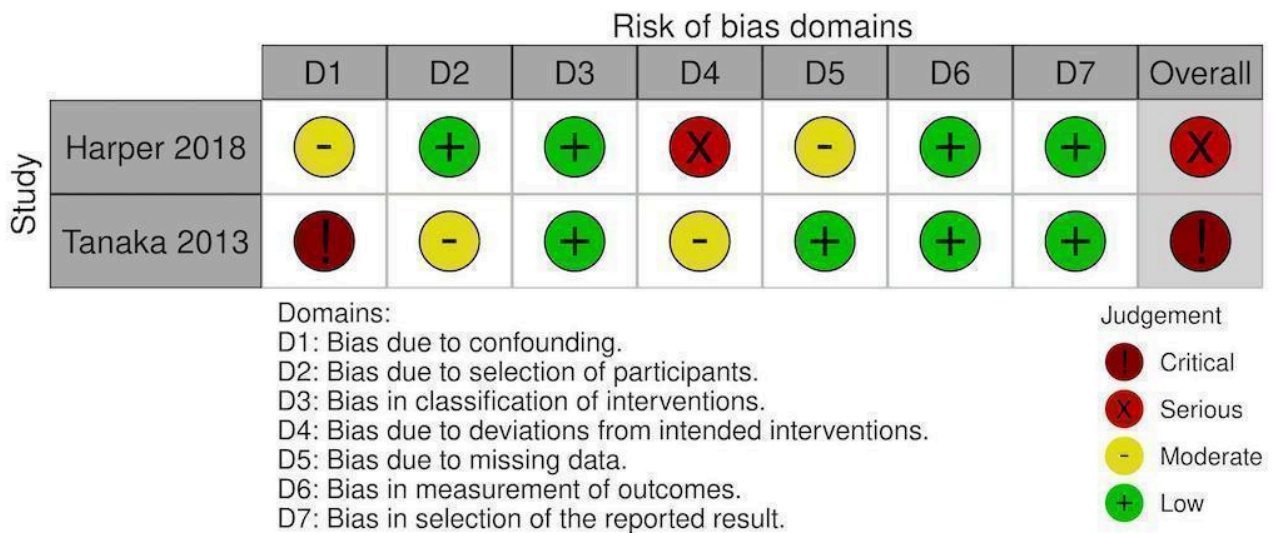 Risk of bias domains
D1 D2 D3 D4 D5 D6 D7 Overall
Study
Harper 2018 - + + X - + + X
Tanaka 2013 ! - + - + + + !
Domains:
D1: Bias due to confounding.
D2: Bias due to selection of participants.
D3: Bias in classification of interventions.
D4: Bias due to deviations from intended interventions.
D5: Bias due to missing data.
D6: Bias in measurement of outcomes.
D7: Bias in selection of the reported result.
Judgement
! Critical
X Serious
- Moderate
+ Low